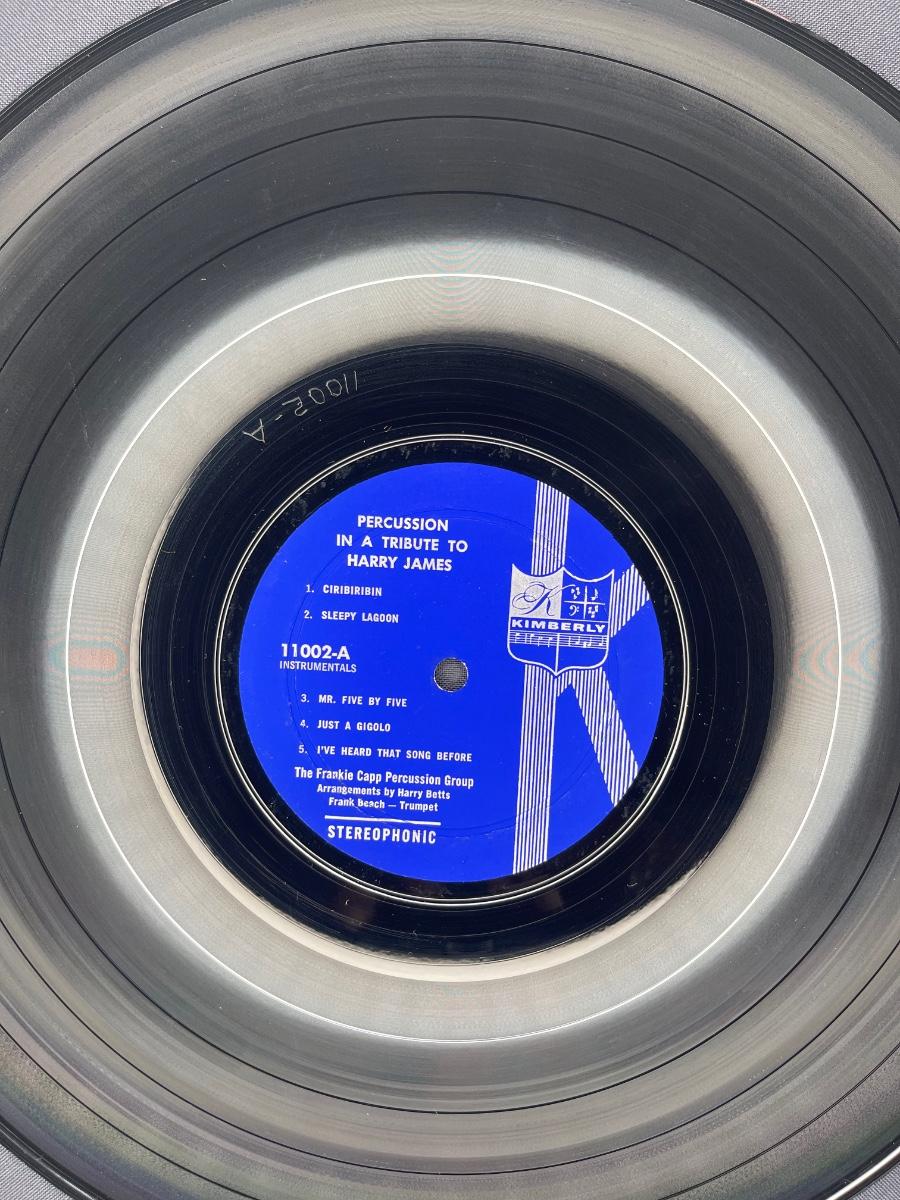 11002-A
PERCUSSION
IN A TRIBUTE TO
HARRY JAMES
1. CIRIBIRIBIN
2. SLEEPY LAGOON
K
KIMBERLY
11002-A
INSTRUMENTALS
3. MR. FIVE BY FIVE
4. JUST A GIGOLO
5. I'VE HEARD THAT SONG BEFORE
The Frankie Capp Percussion Group
Arrangements by Harry Betts
Frank Beach — Trumpet
STEREOPHONIC